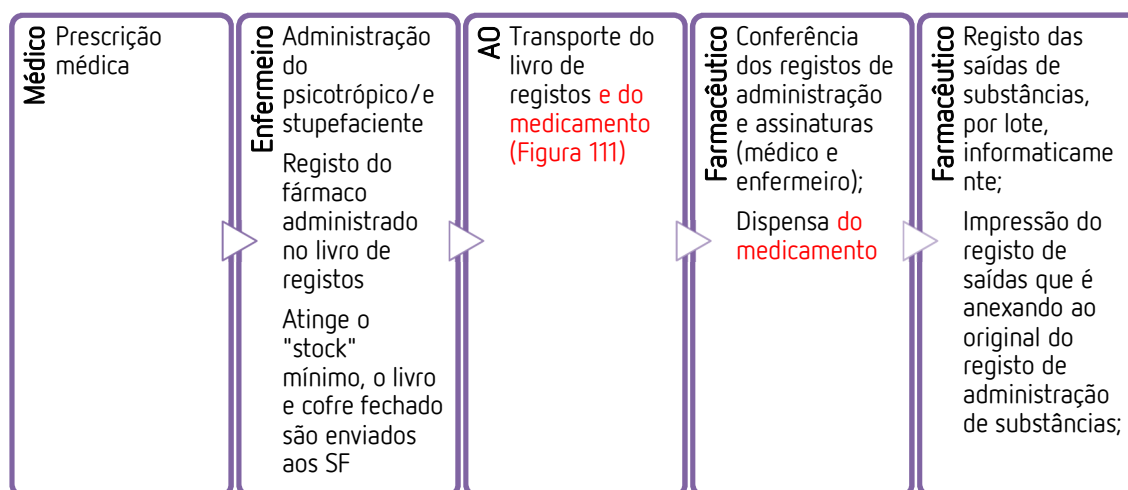 Médico
Prescrição
médica
Enfermeiro
Administração
do
psicotrópico/e
stupefaciente
Registo do
fármaco
administrado
no livro de
registos
Atinge o
"stock"
mínimo, o livro
e cofre fechado
são enviados
aos SF
AO
Transporte do
livro de
registos e do
medicamento
(Figura 111)
Farmacêutico
Conferência
dos registos de
administração
e assinaturas
(médico e
enfermeiro);
Dispensa do
medicamento
Farmacêutico
Registo das
saídas de
substâncias,
por lote,
informaticame
nte;
Impressão do
registo de
saídas que é
anexando ao
original do
registo de
administração
de substâncias;